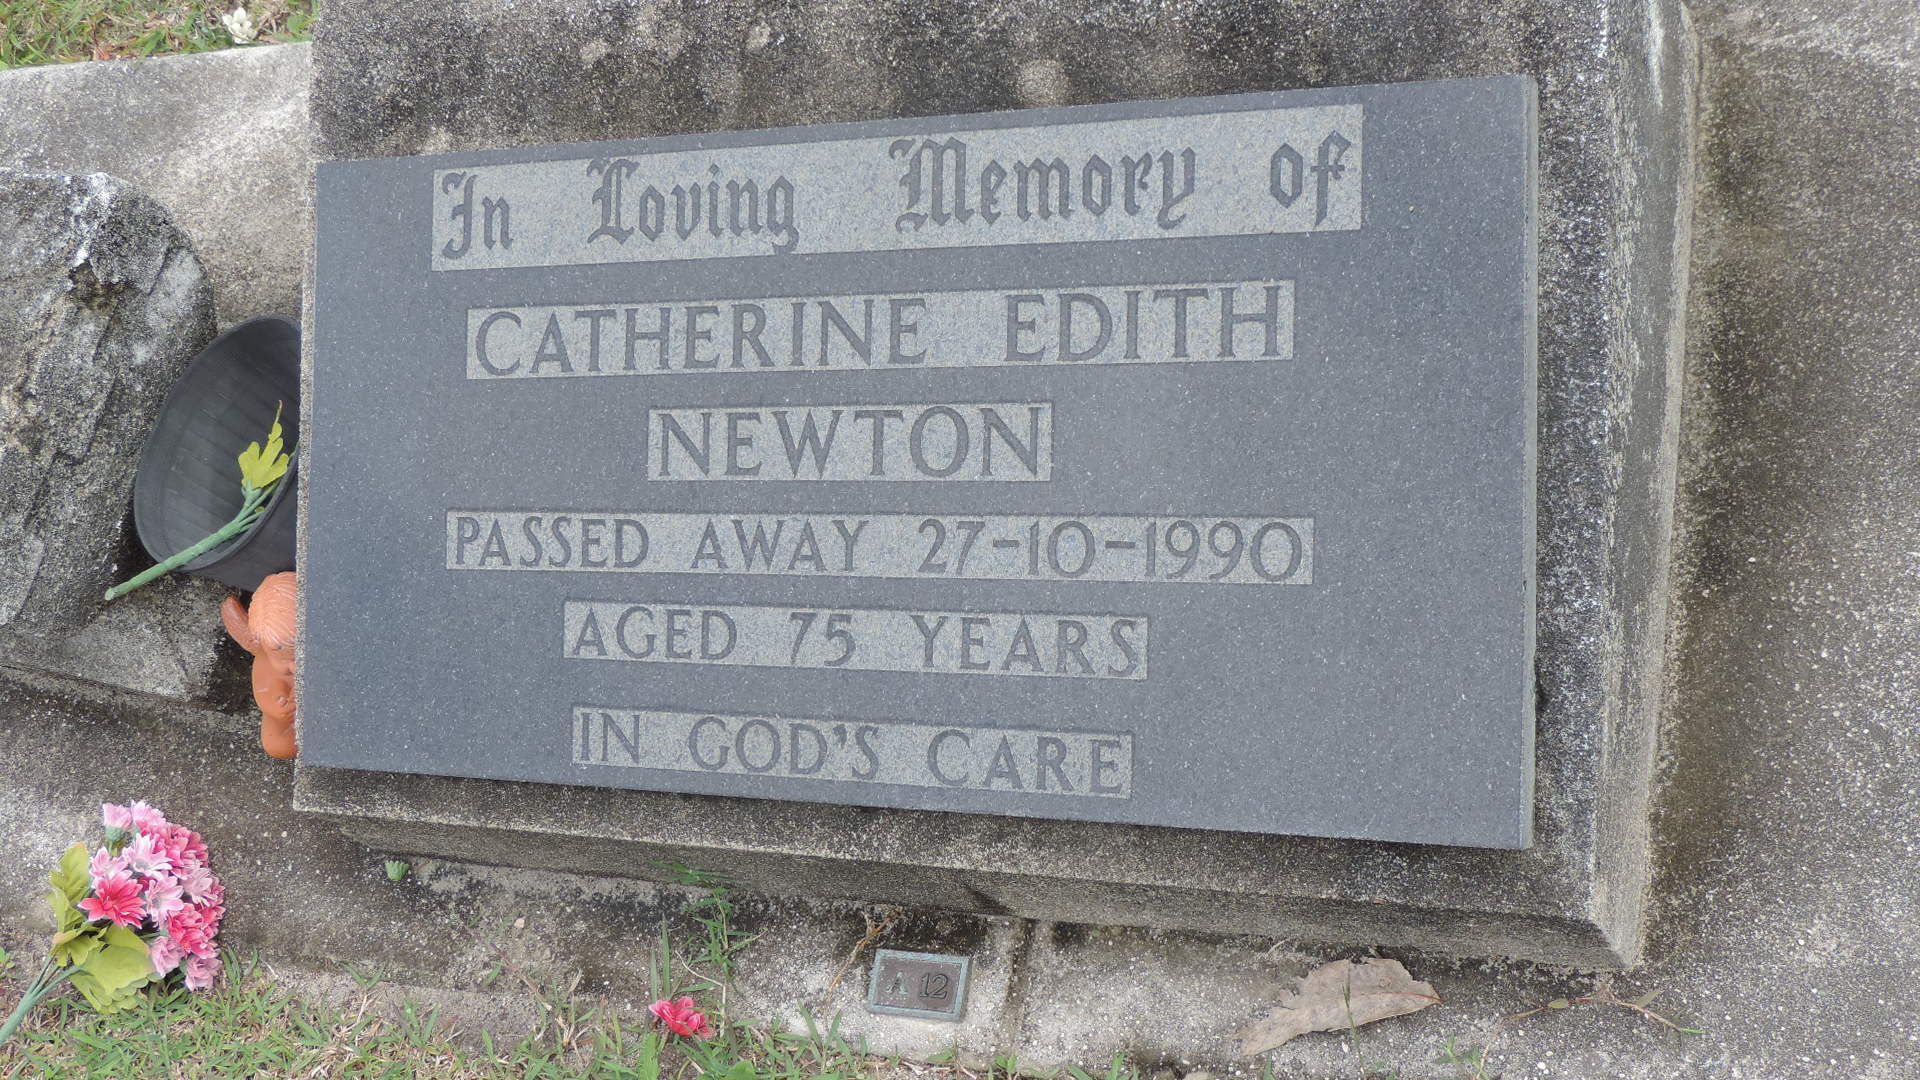 In Loving Memory of
CATHERINE EDITH
NEWTON
PASSED AWAY 27-10-1990
AGED 75 YEARS
IN GOD'S CARE
A 12